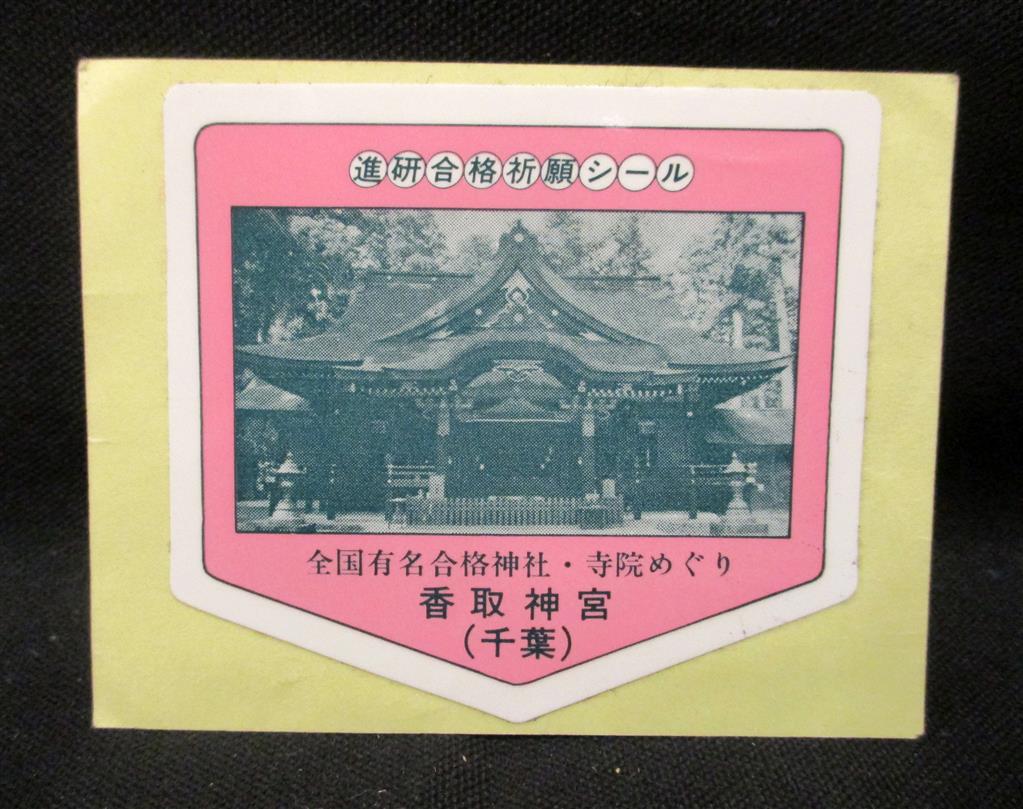 進研合格祈願シール
全国有名合格神社・寺院めぐり
香取神宮
(千葉)